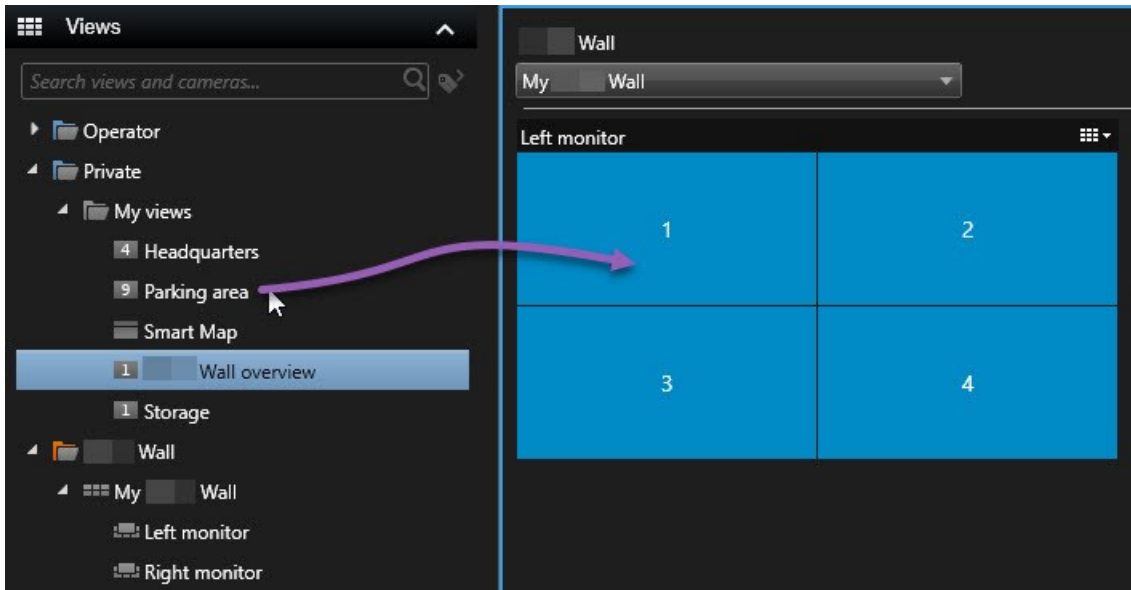 Views
Search views and cameras...
Operator
Private
My views
4 Headquarters
9 Parking area
Smart Map
1 Wall overview
1 Storage
Wall
My Wall
Left monitor
Right monitor
Wall
My Wall
Left monitor
1 2
3 4